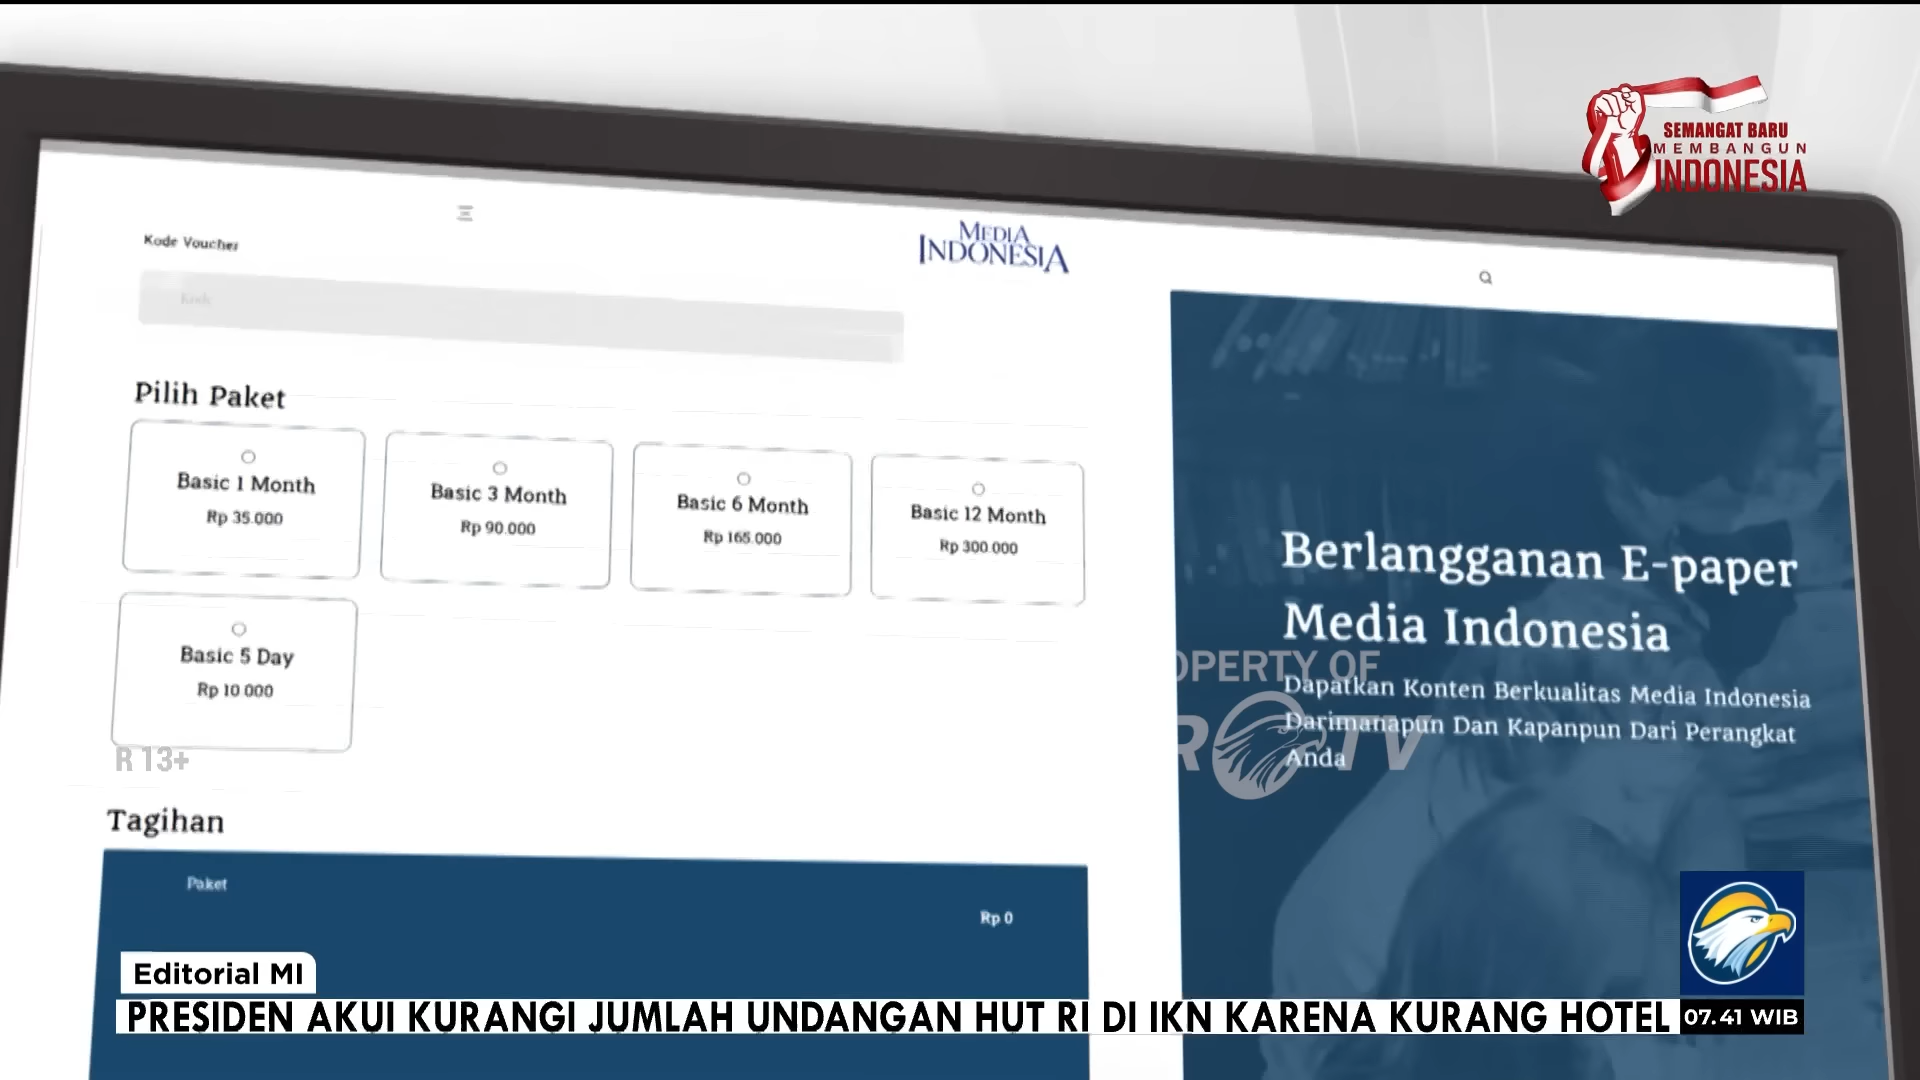 SEMANGAT BARU
MEMBANGUN
INDONESIA
MEDIA
INDONESIA
Kode Voucher
Kode
Pilih Paket
Basic 1 Month
Rp 35.000
Basic 3 Month
Rp 90.000
Basic 6 Month
Rp 165.000
Basic 12 Month
Rp 300.000
Basic 5 Day
Rp 10 000
R 13+
Tagihan
Paket
Rp 0
Berlangganan E-paper
Media Indonesia
Dapatkan Konten Berkualitas Media Indonesia
Darimanapun Dan Kapanpun Dari Perangkat
Anda
OPERTY OF
R TV
Editorial MI
PRESIDEN AKUI KURANGI JUMLAH UNDANGAN HUT RI DI IKN KARENA KURANG HOTEL
07.41 WIB